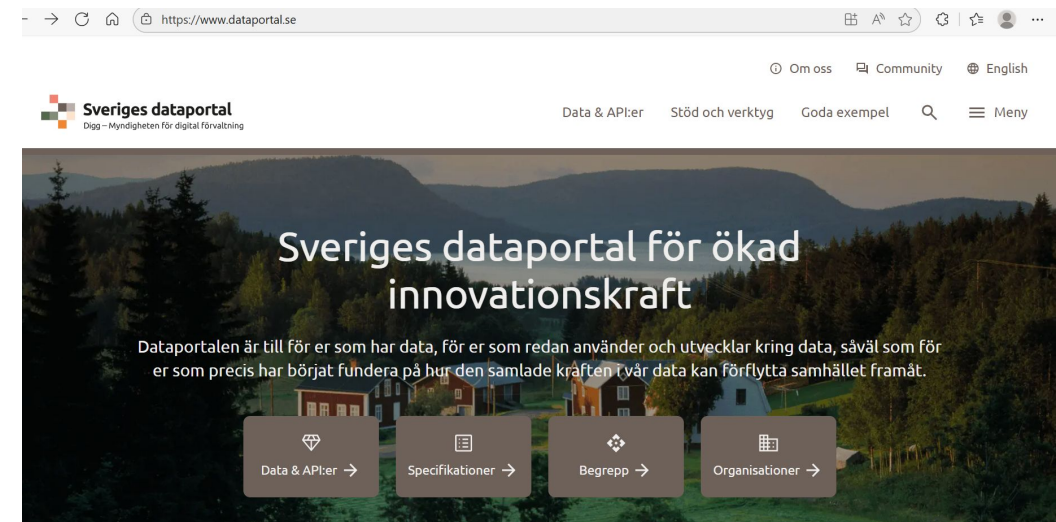 https://www.dataportal.se
Om oss
Community
English
Sveriges dataportal
Digg – Myndigheten för digital förvaltning
Data & API:er
Stöd och verktyg
Goda exempel
Meny
Sveriges dataportal för ökad
innovationskraft
Dataportalen är till för er som har data, för er som redan använder och utvecklar kring data, såväl som för
er som precis har börjat fundera på hur den samlade kraften i vår data kan förflytta samhället framåt.
Data & API:er →
Specifikationer →
Begrepp →
Organisationer →